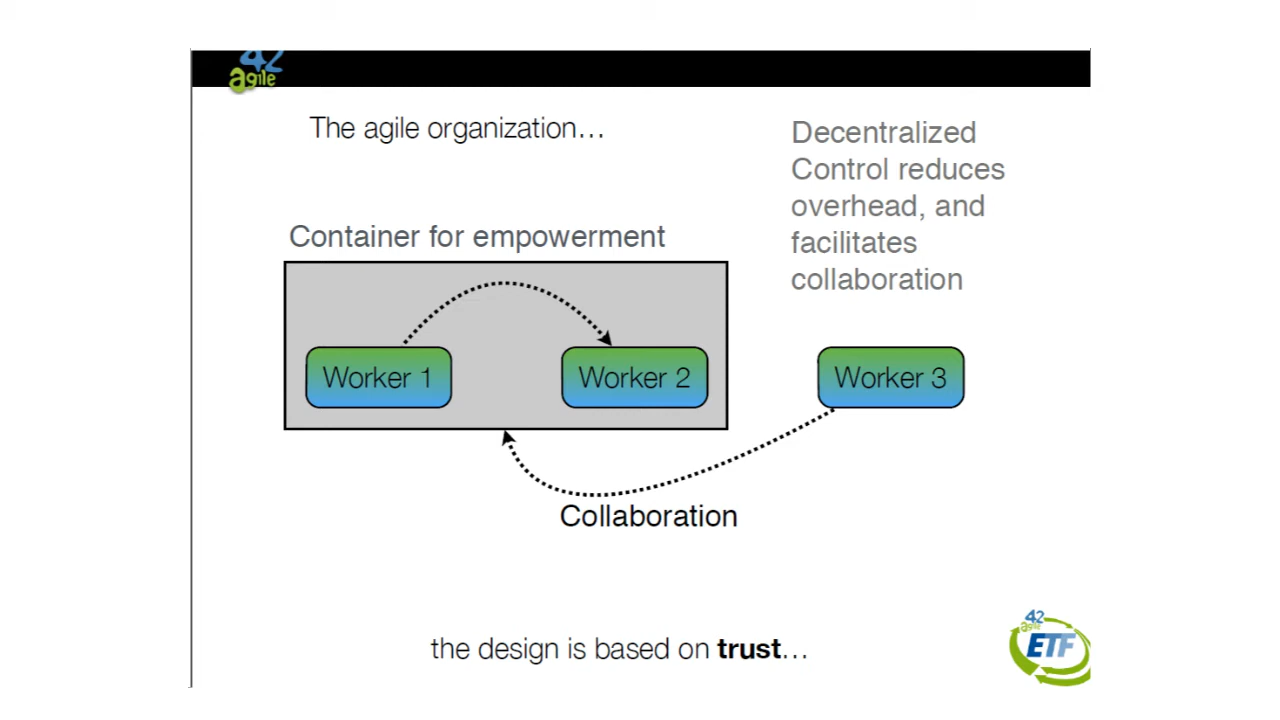 42
agile
The agile organization…
Decentralized
Control reduces
overhead, and
facilitates
collaboration
Container for empowerment
Worker 1
Worker 2
Worker 3
Collaboration
the design is based on trust…
42
agile
ETF